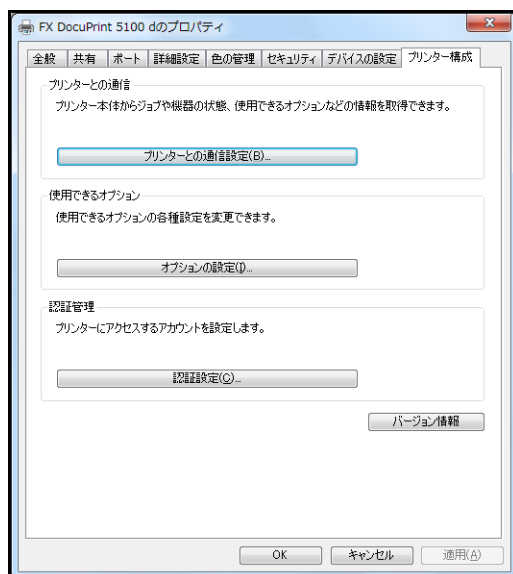 FX DocuPrint 5100 dのプロパティ
全般 共有 ポート 詳細設定 色の管理 セキュリティ デバイスの設定 プリンター構成
プリンターとの通信
プリンター本体からジョブや機器の状態、使用できるオプションなどの情報を取得できます。
プリンターとの通信設定(B)...
使用できるオプション
使用できるオプションの各種設定を変更できます。
オプションの設定(I)...
認証管理
プリンターにアクセスするアカウントを設定します。
認証設定(C)...
バージョン情報
OK キャンセル 適用(A)